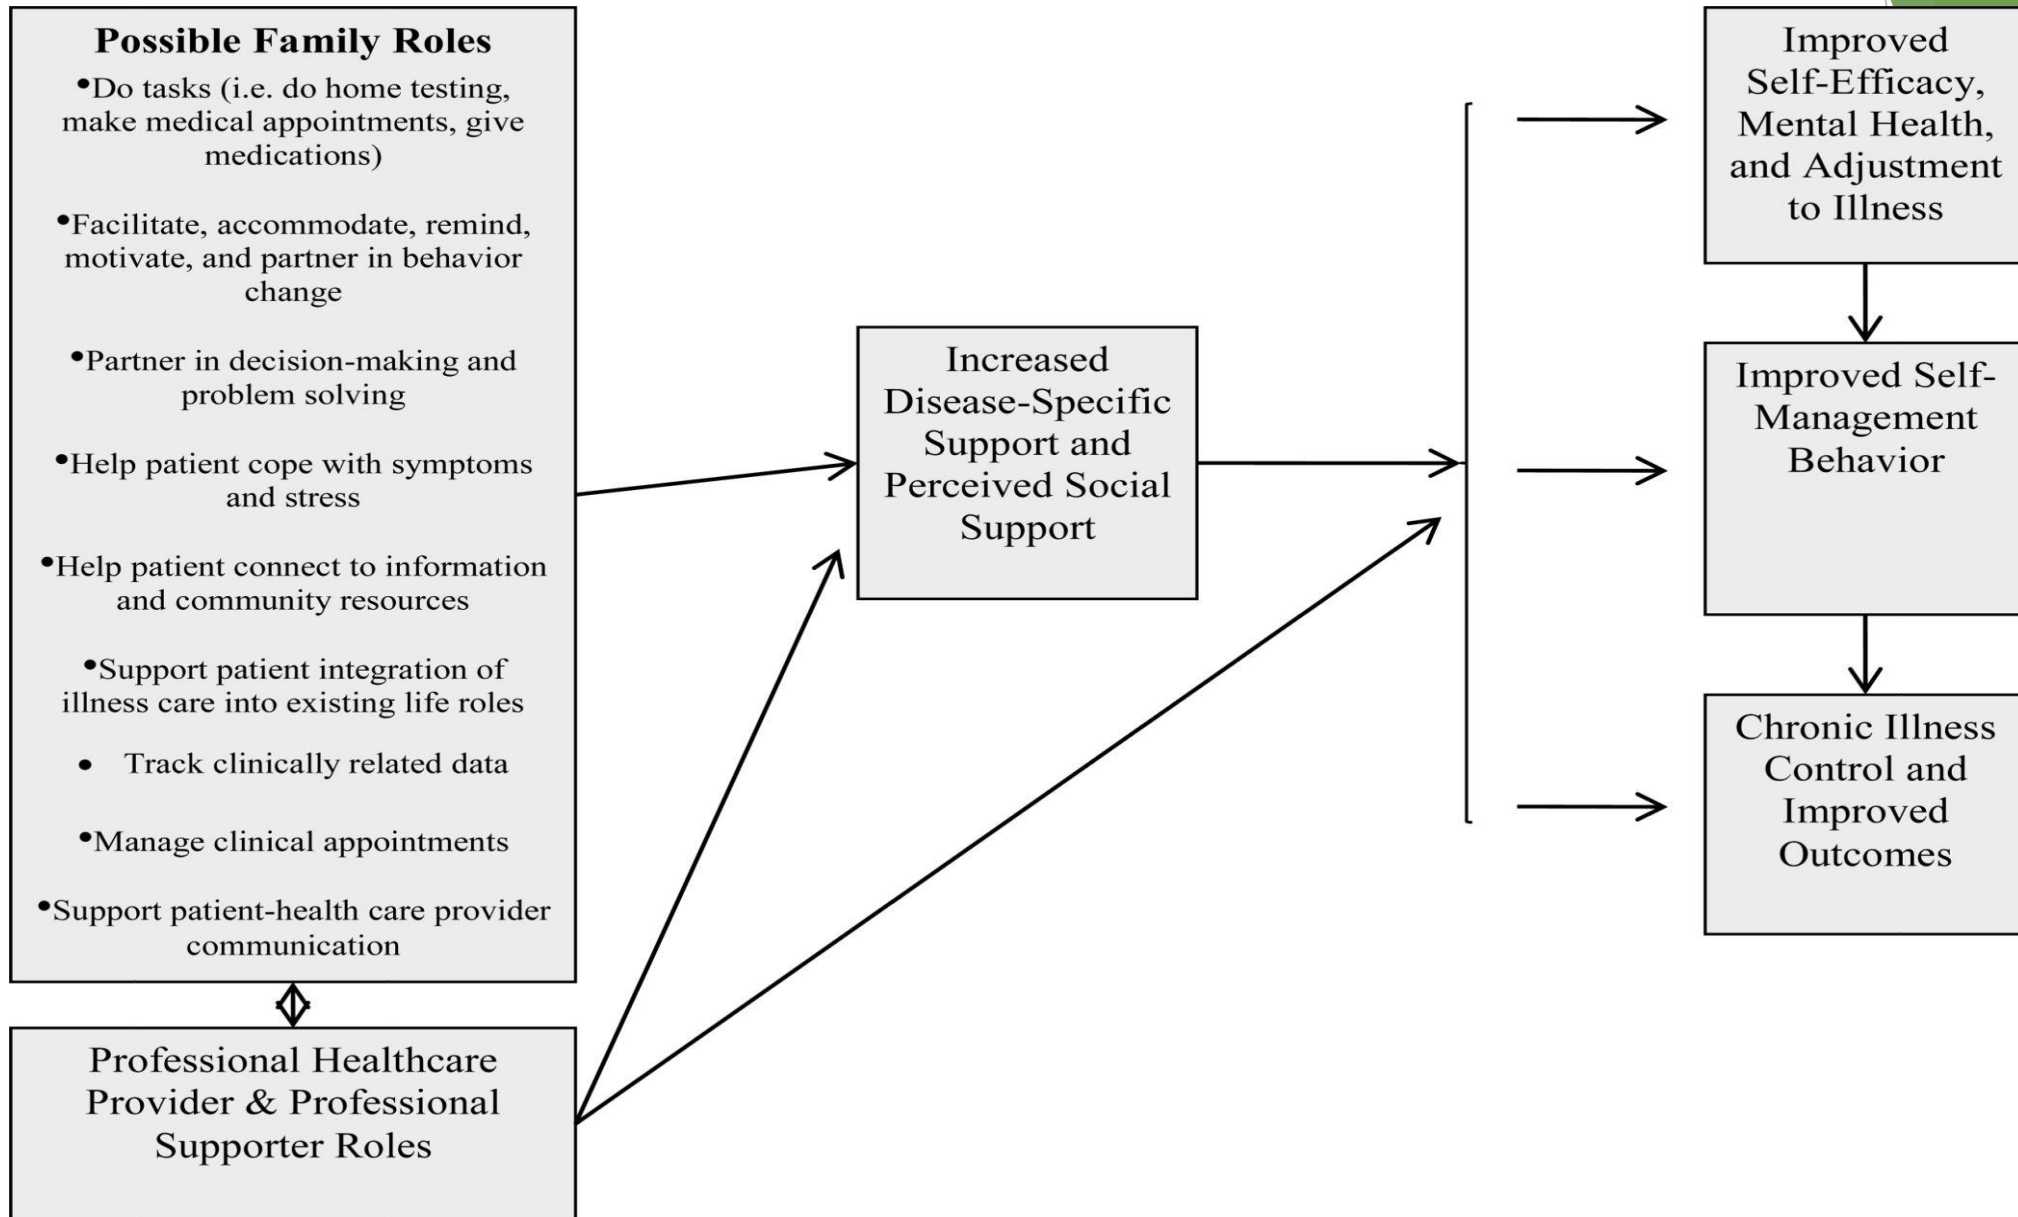 Possible Family Roles
•Do tasks (i.e. do home testing,
make medical appointments, give
medications)
•Facilitate, accommodate, remind,
motivate, and partner in behavior
change
•Partner in decision-making and
problem solving
•Help patient cope with symptoms
and stress
•Help patient connect to information
and community resources
•Support patient integration of
illness care into existing life roles
• Track clinically related data
•Manage clinical appointments
•Support patient-health care provider
communication
Professional Healthcare
Provider & Professional
Supporter Roles
Increased
Disease-Specific
Support and
Perceived Social
Support
Improved
Self-Efficacy,
Mental Health,
and Adjustment
to Illness
Improved Self-
Management
Behavior
Chronic Illness
Control and
Improved
Outcomes